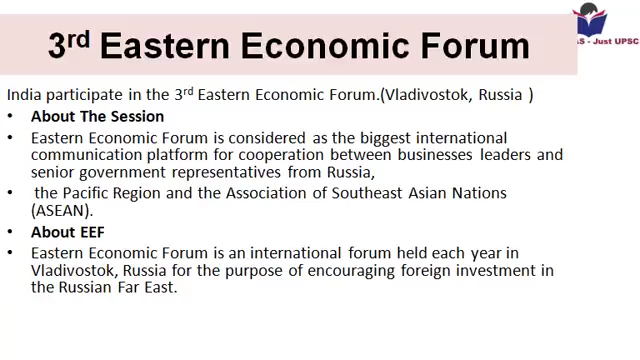 3rd Eastern Economic Forum
AS - Just UPSC
India participate in the 3rd Eastern Economic Forum.(Vladivostok, Russia )
• About The Session
• Eastern Economic Forum is considered as the biggest international
communication platform for cooperation between businesses leaders and
senior government representatives from Russia,
• the Pacific Region and the Association of Southeast Asian Nations
(ASEAN).
• About EEF
• Eastern Economic Forum is an international forum held each year in
Vladivostok, Russia for the purpose of encouraging foreign investment in
the Russian Far East.